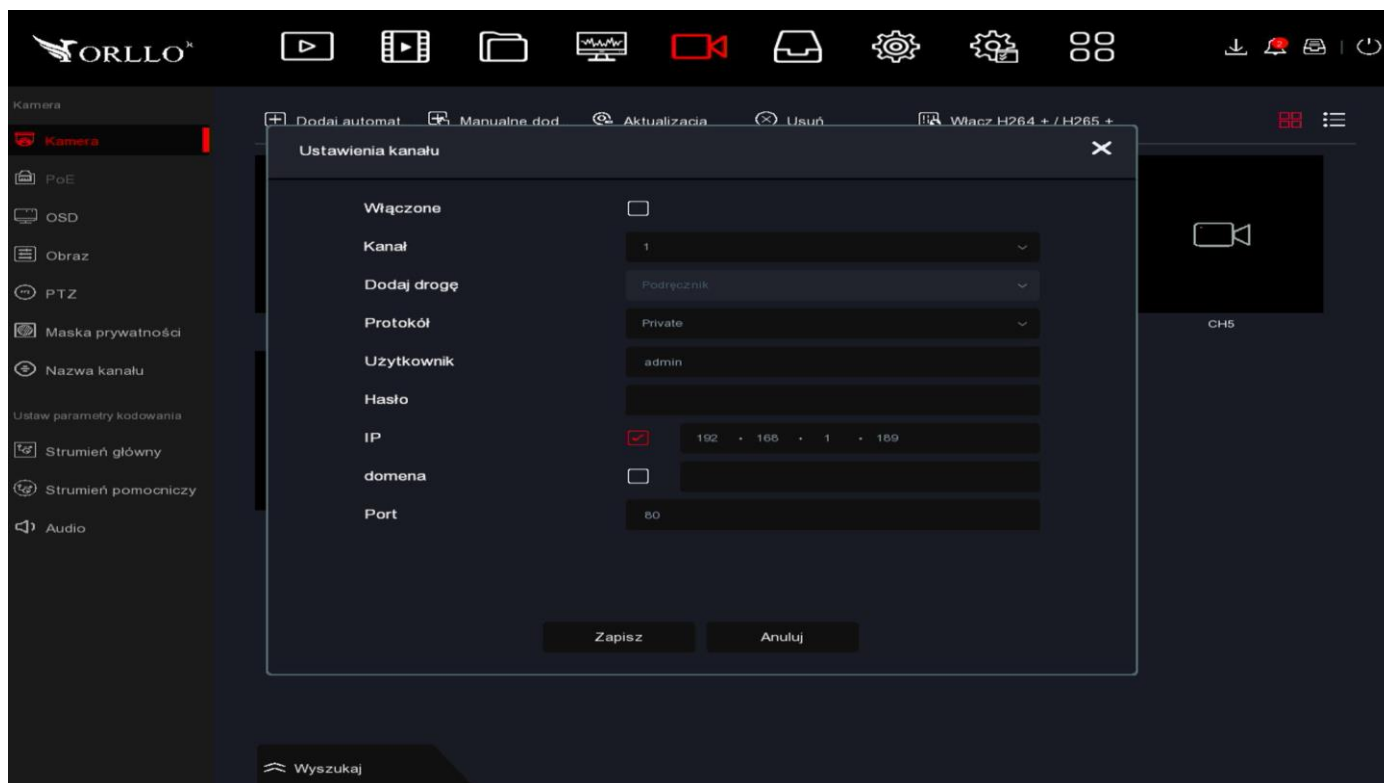 ORLLO
2
Kamera
Kamera
PoE
OSD
Obraz
PTZ
Maska prywatności
Nazwa kanału
Ustaw parametry kodowania
Strumień główny
Strumień pomocniczy
Audio
Dodaj automat Manualne dod Aktualizacja Usuń Włącz H264 + / H265 +
Ustawienia kanału
Włączone
Kanał 1
Dodaj drogę Podręcznik
Protokół Private
Użytkownik admin
Hasło
IP 192 . 168 . 1 . 189
domena
Port 80
Zapisz Anuluj
CH5
Wyszukaj